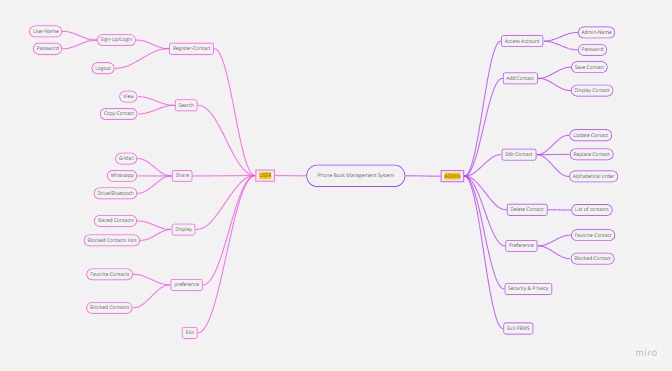 Phone Book Management System
USER
Register-Contact
Sign-Up/Login
User-Name
Password
Logout
Search
View
Copy Contact
Share
G-Mail
Whatsapp
Drive/Bluetooth
Display
Stared Contacts
Blocked Contacts lists
preference
Favorite Contacts
Blocked Contacts
Exit
ADMIN
Access Account
Admin-Name
Password
Add Contact
Save Contact
Display Contact
Edit Contact
Update Contact
Replace Contact
Alphabetical order
Delete Contact
List of contacts
Preference
Favorite Contact
Blocked Contact
Security & Privacy
Exit PBMS
miro